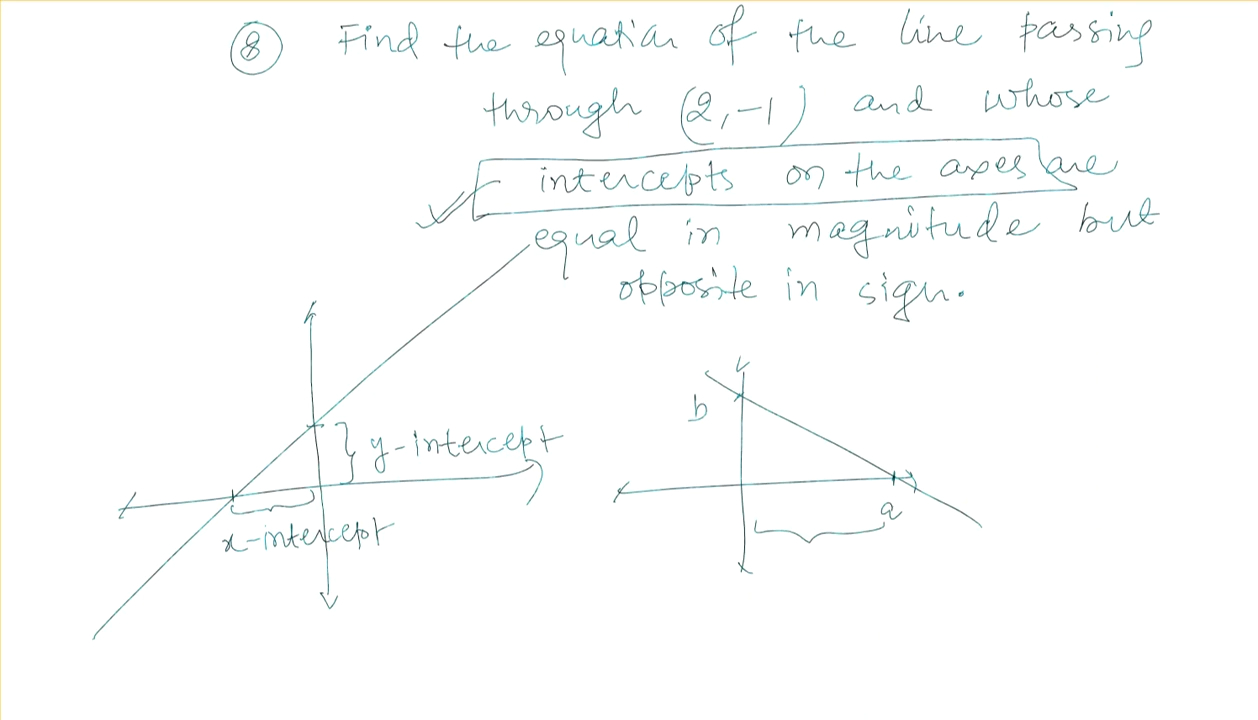 8 Find the equation of the line passing
through (2,-1) and whose
intercepts on the axes are
equal in magnitude but
opposite in sign.
b
y-intercept
a
x-intercept